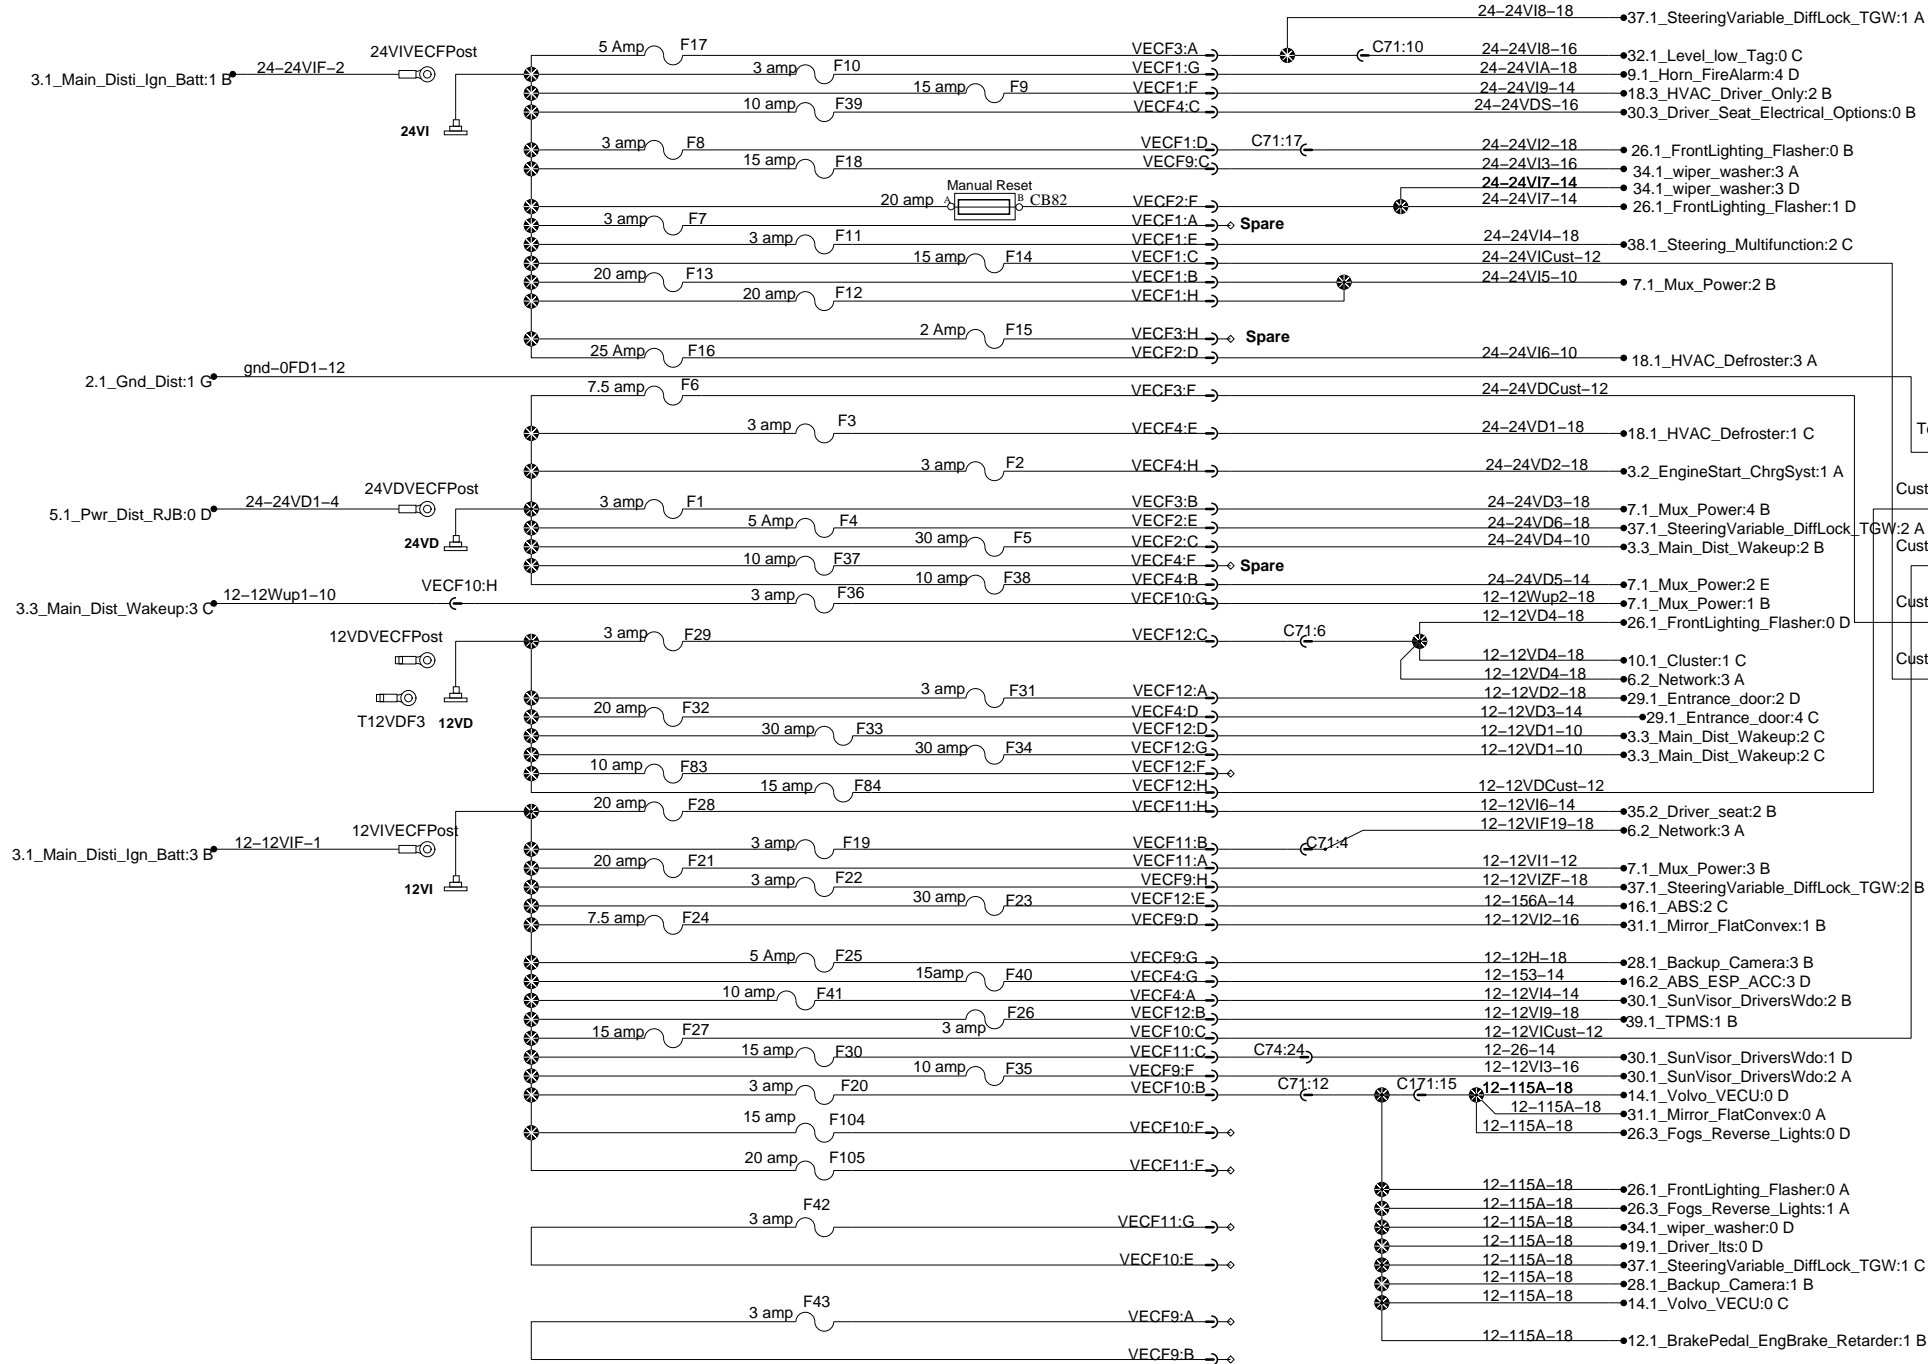 24−24VI8−18 37.1_SteeringVariable_DiffLock_TGW:1 A
24VIVECFPost 5 Amp F17 VECF3:A C71:10 24−24VI8−16 32.1_Level_low_Tag:0 C
3.1_Main_Disti_Ign_Batt:1 B 24−24VIF−2 3 amp F10 VECF1:G 24−24VIA−18 9.1_Horn_FireAlarm:4 D
15 amp F9 VECF1:F 24−24VI9−14 18.3_HVAC_Driver_Only:2 B
10 amp F39 VECF4:C 24−24VDS−16 30.3_Driver_Seat_Electrical_Options:0 B
24VI
3 amp F8 VECF1:D C71:17 24−24VI2−18 26.1_FrontLighting_Flasher:0 B
15 amp F18 VECF9:C 24−24VI3−16 34.1_wiper_washer:3 A
Manual Reset 24−24VI7−14 34.1_wiper_washer:3 D
20 amp A B CB82 VECF2:F 24−24VI7−14 26.1_FrontLighting_Flasher:1 D
3 amp F7 VECF1:A Spare
3 amp F11 VECF1:E 24−24VI4−18 38.1_Steering_Multifunction:2 C
15 amp F14 VECF1:C 24−24VICust−12
20 amp F13 VECF1:B 24−24VI5−10 7.1_Mux_Power:2 B
20 amp F12 VECF1:H
2 Amp F15 VECF3:H Spare
25 Amp F16 VECF2:D 24−24VI6−10 18.1_HVAC_Defroster:3 A
2.1_Gnd_Dist:1 G gnd−0FD1−12
7.5 amp F6 VECF3:F 24−24VDCust−12
3 amp F3 VECF4:E 24−24VD1−18 18.1_HVAC_Defroster:1 C
3 amp F2 VECF4:H 24−24VD2−18 3.2_EngineStart_ChrgSyst:1 A
Cust
24VDVECFPost
5.1_Pwr_Dist_RJB:0 D 24−24VD1−4 3 amp F1 VECF3:B 24−24VD3−18 7.1_Mux_Power:4 B
5 Amp F4 VECF2:E 24−24VD6−18 37.1_SteeringVariable_DiffLock_TGW:2 A
24VD 30 amp F5 VECF2:C 24−24VD4−10 3.3_Main_Dist_Wakeup:2 B Cust
10 amp F37 VECF4:F Spare
10 amp F38 VECF4:B 24−24VD5−14 7.1_Mux_Power:2 E
3.3_Main_Dist_Wakeup:3 C 12−12Wup1−10 VECF10:H 3 amp F36 VECF10:G 12−12Wup2−18 7.1_Mux_Power:1 B Cust
12−12VD4−18 26.1_FrontLighting_Flasher:0 D
12VDVECFPost 3 amp F29 VECF12:C C71:6
12−12VD4−18 10.1_Cluster:1 C Cust
12−12VD4−18 6.2_Network:3 A
3 amp F31 VECF12:A 12−12VD2−18 29.1_Entrance_door:2 D
T12VDF3 12VD 20 amp F32 VECF4:D 12−12VD3−14 29.1_Entrance_door:4 C
30 amp F33 VECF12:D 12−12VD1−10 3.3_Main_Dist_Wakeup:2 C
30 amp F34 VECF12:G 12−12VD1−10 3.3_Main_Dist_Wakeup:2 C
10 amp F83 VECF12:F
15 amp F84 VECF12:H 12−12VDCust−12
20 amp F28 VECF11:H 12−12VI6−14 35.2_Driver_seat:2 B
12VIVECFPost 12−12VIF19−18 6.2_Network:3 A
3.1_Main_Disti_Ign_Batt:3 B 12−12VIF−1 3 amp F19 VECF11:B C71:4
20 amp F21 VECF11:A 12−12VI1−12 7.1_Mux_Power:3 B
12VI 3 amp F22 VECF9:H 12−12VIZF−18 37.1_SteeringVariable_DiffLock_TGW:2 B
30 amp F23 VECF12:E 12−156A−14 16.1_ABS:2 C
7.5 amp F24 VECF9:D 12−12VI2−16 31.1_Mirror_FlatConvex:1 B
5 Amp F25 VECF9:G 12−12H−18 28.1_Backup_Camera:3 B
15amp F40 VECF4:G 12−153−14 16.2_ABS_ESP_ACC:3 D
10 amp F41 VECF4:A 12−12VI4−14 30.1_SunVisor_DriversWdo:2 B
3 amp F26 VECF12:B 12−12VI9−18 39.1_TPMS:1 B
15 amp F27 VECF10:C 12−12VICust−12
15 amp F30 VECF11:C C74:24 12−26−14 30.1_SunVisor_DriversWdo:1 D
10 amp F35 VECF9:F 12−12VI3−16 30.1_SunVisor_DriversWdo:2 A
3 amp F20 VECF10:B C71:12 C171:15 12−115A−18 14.1_Volvo_VECU:0 D
12−115A−18 31.1_Mirror_FlatConvex:0 A
15 amp F104 VECF10:F 12−115A−18 26.3_Fogs_Reverse_Lights:0 D
20 amp F105 VECF11:F
12−115A−18 26.1_FrontLighting_Flasher:0 A
12−115A−18 26.3_Fogs_Reverse_Lights:1 A
3 amp F42 VECF11:G 12−115A−18 34.1_wiper_washer:0 D
12−115A−18 19.1_Driver_lts:0 D
VECF10:E 12−115A−18 37.1_SteeringVariable_DiffLock_TGW:1 C
12−115A−18 28.1_Backup_Camera:1 B
12−115A−18 14.1_Volvo_VECU:0 C
3 amp F43 VECF9:A
12−115A−18 12.1_BrakePedal_EngBrake_Retarder:1 B
VECF9:B